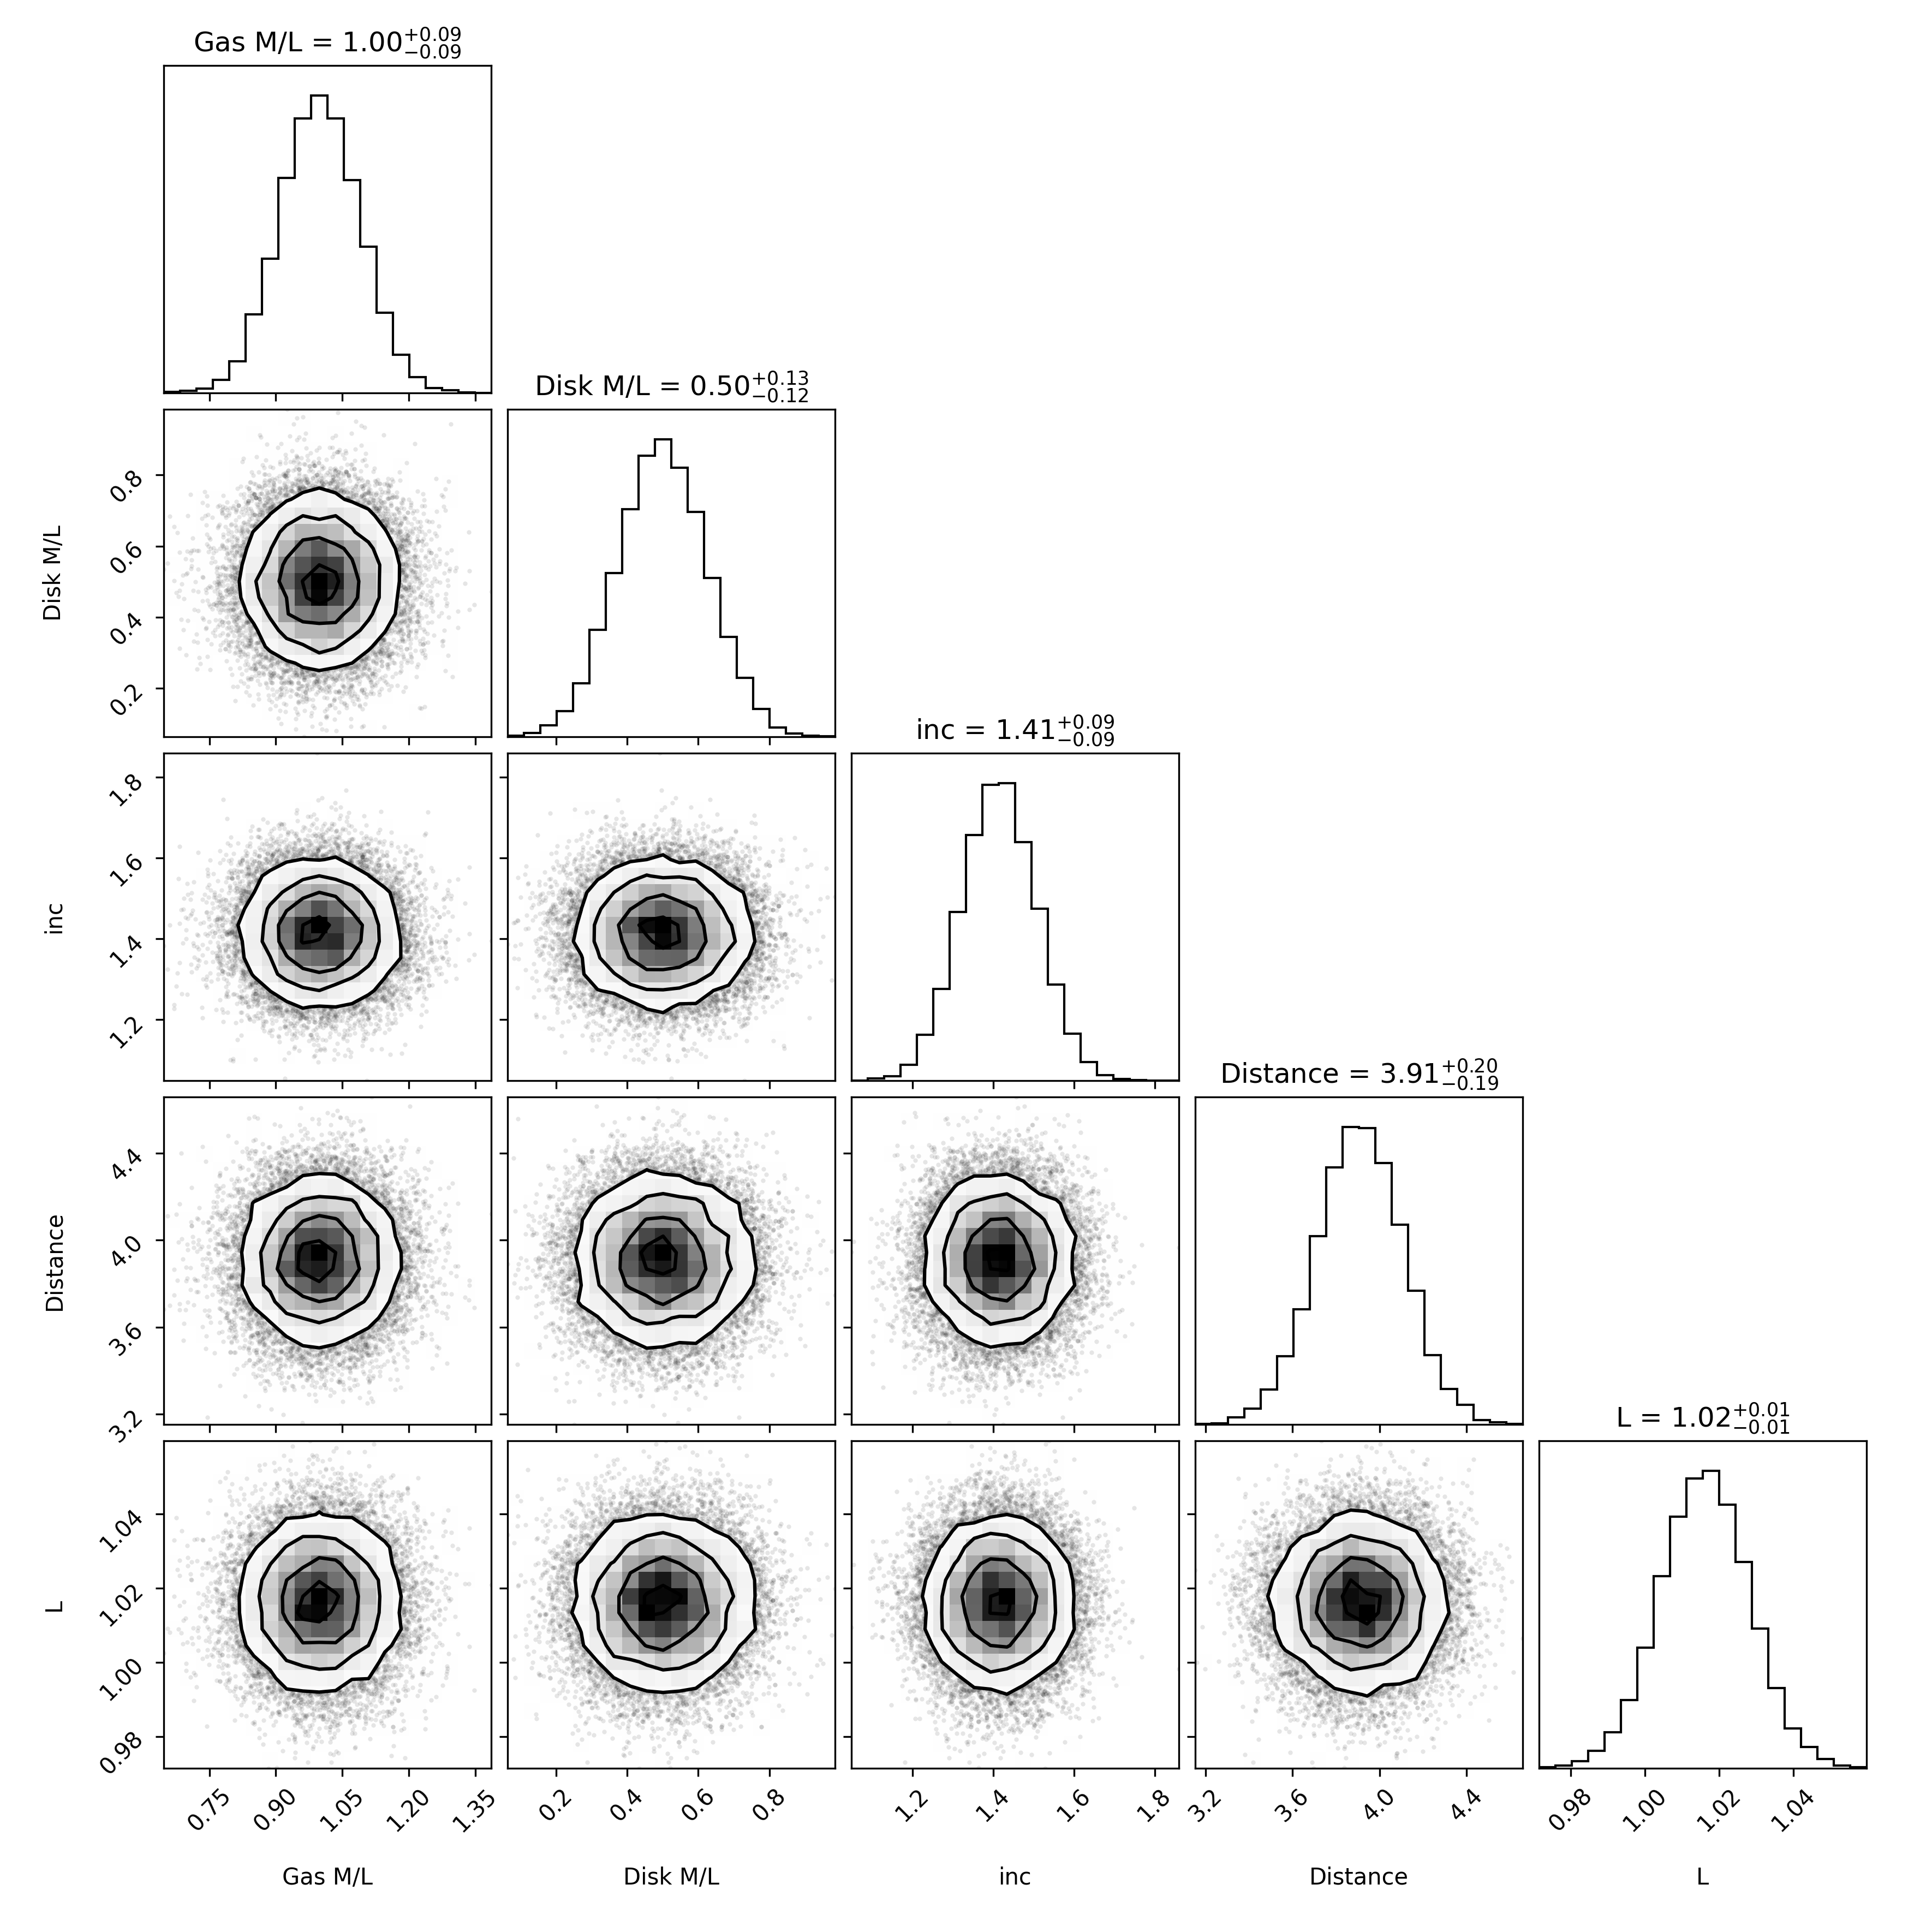 Gas M/L = 1.00+0.09−0.09
Disk M/L = 0.50+0.13−0.12
Disk M/L
0.8
0.6
0.4
0.2
inc = 1.41+0.09−0.09
inc
1.8
1.6
1.4
1.2
Distance = 3.91+0.20−0.19
Distance
4.4
4.0
3.6
3.2
L = 1.02+0.01−0.01
L
1.04
1.02
1.00
0.98
0.75 0.90 1.05 1.20 1.35 0.2 0.4 0.6 0.8 1.2 1.4 1.6 1.8 3.2 3.6 4.0 4.4 0.98 1.00 1.02 1.04
Gas M/L Disk M/L inc Distance L